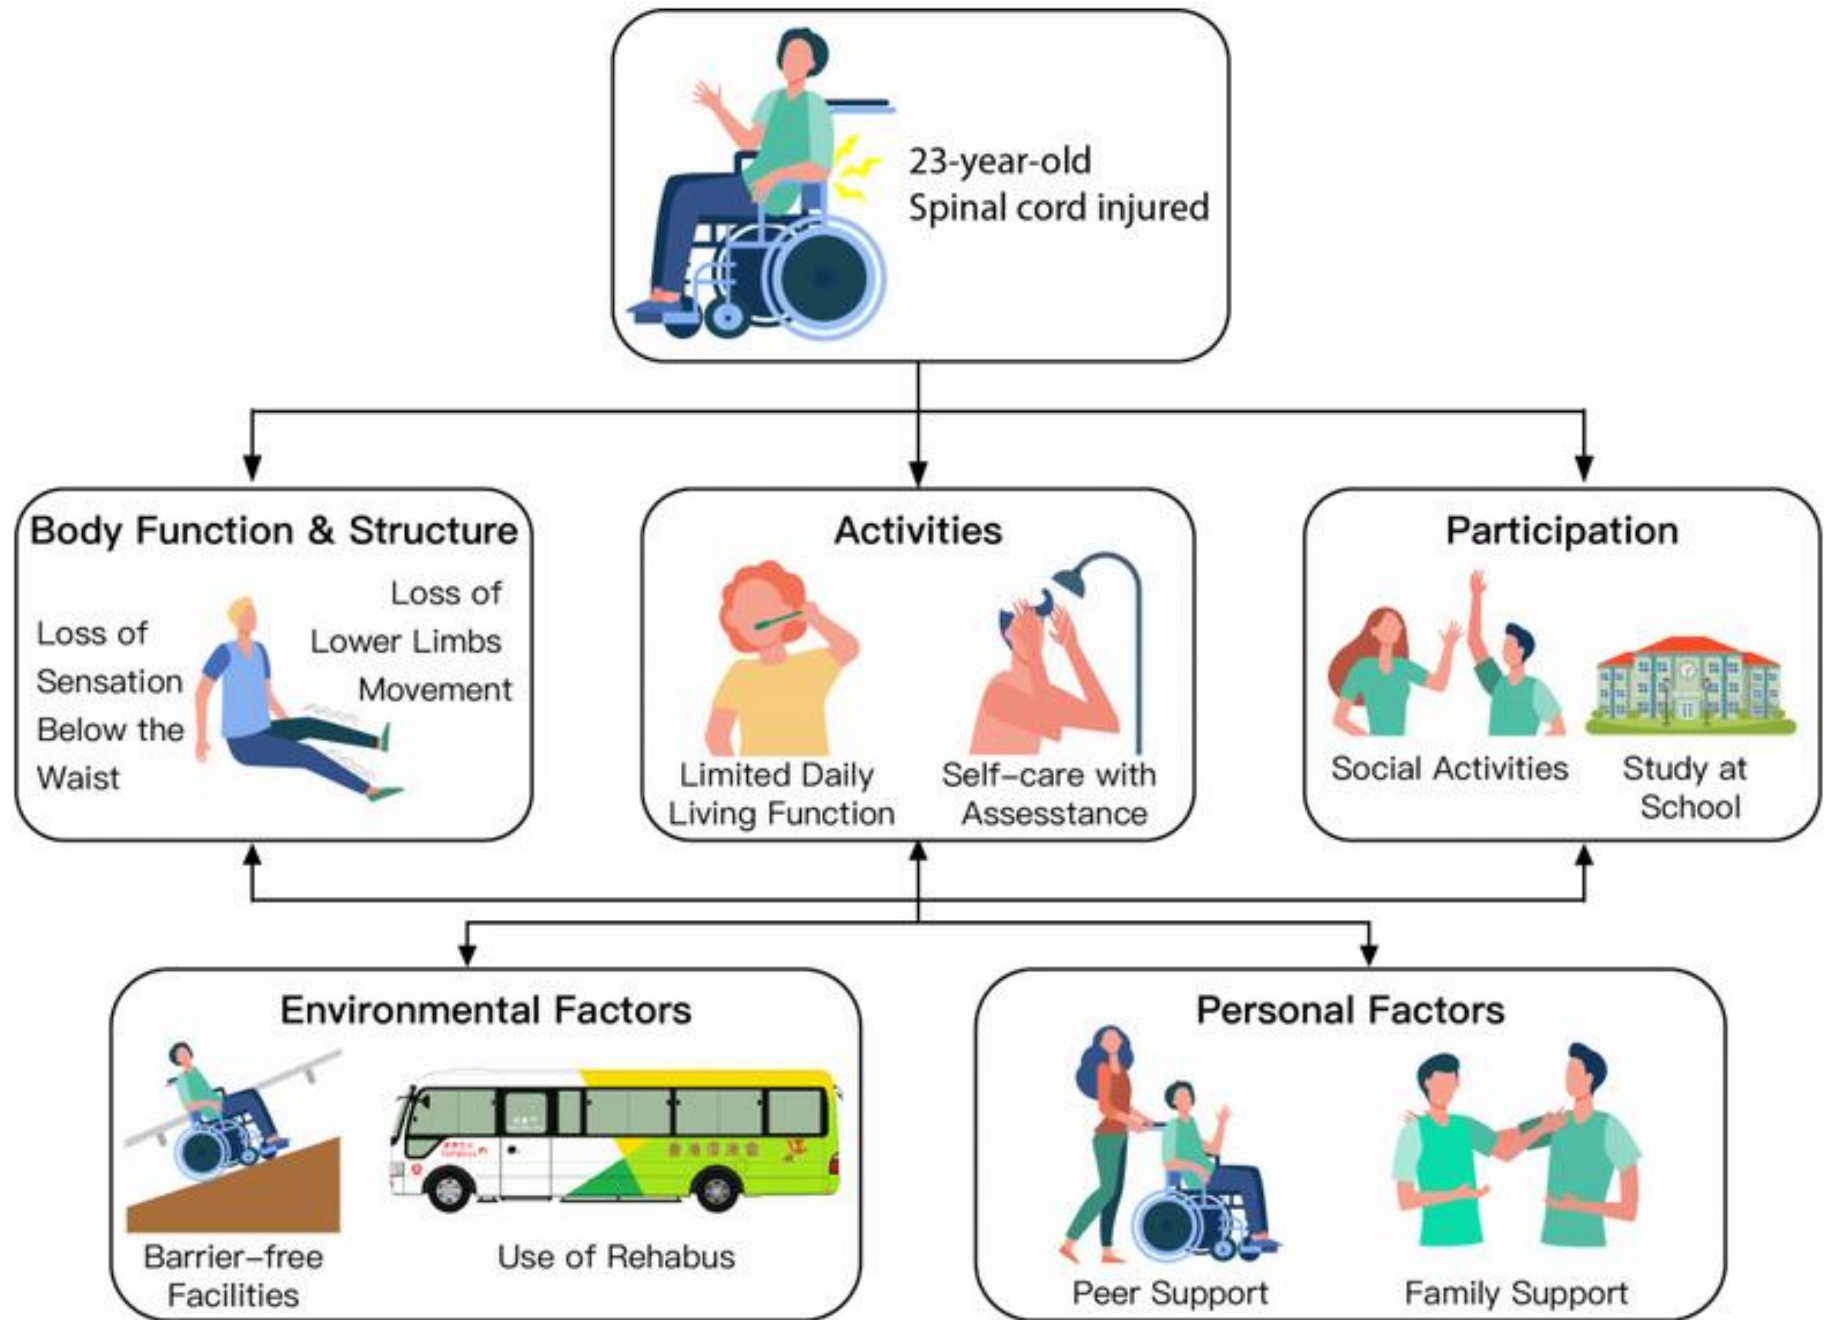 23-year-old
Spinal cord injured
Body Function & Structure
Loss of
Sensation
Below the
Waist
Loss of
Lower Limbs
Movement
Activities
Limited Daily
Living Function
Self-care with
Assesstance
Participation
Social Activities
Study at
School
Environmental Factors
Barrier-free
Facilities
Use of Rehabus
Personal Factors
Peer Support
Family Support